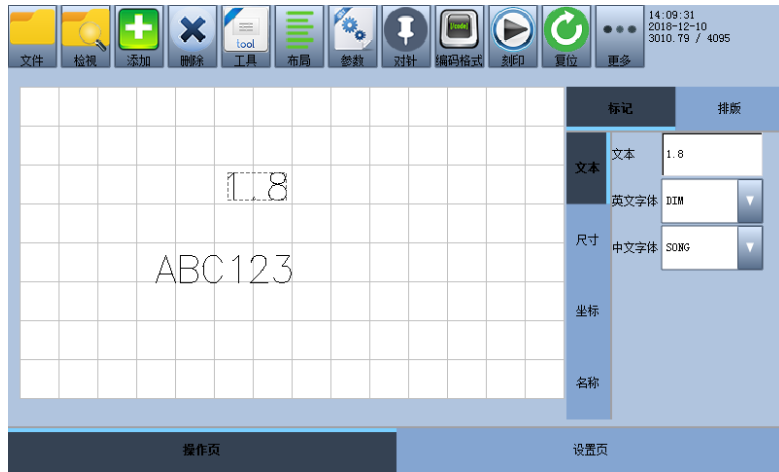 14:09:31
2018-12-10
3010.79 / 4095
tool
[Vcode]
文件 检视 添加 删除 工具 布局 参数 对针 编码格式 刻印 复位 更多
标记 排版
文本 文本 1.8
英文字体 DIM
尺寸 中文字体 SONG
坐标
名称
1.8
ABC123
操作页 设置页